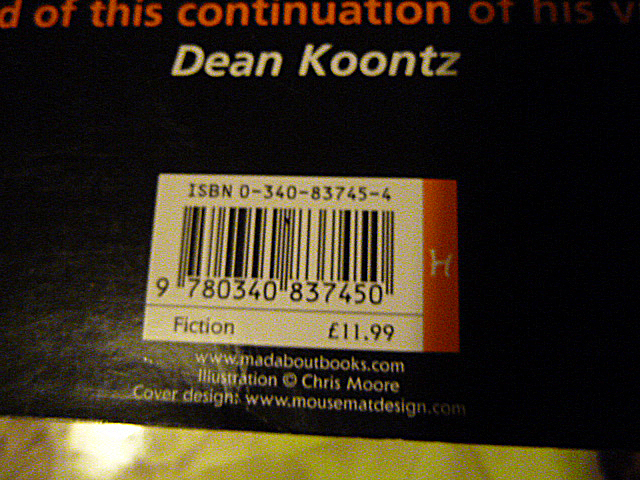 d of this continuation of his v
Dean Koontz
ISBN 0-340-83745-4
9 780340 837450
H
Fiction £11.99
www.madaboutbooks.com
Illustration © Chris Moore
Cover design: www.mousematdesign.com